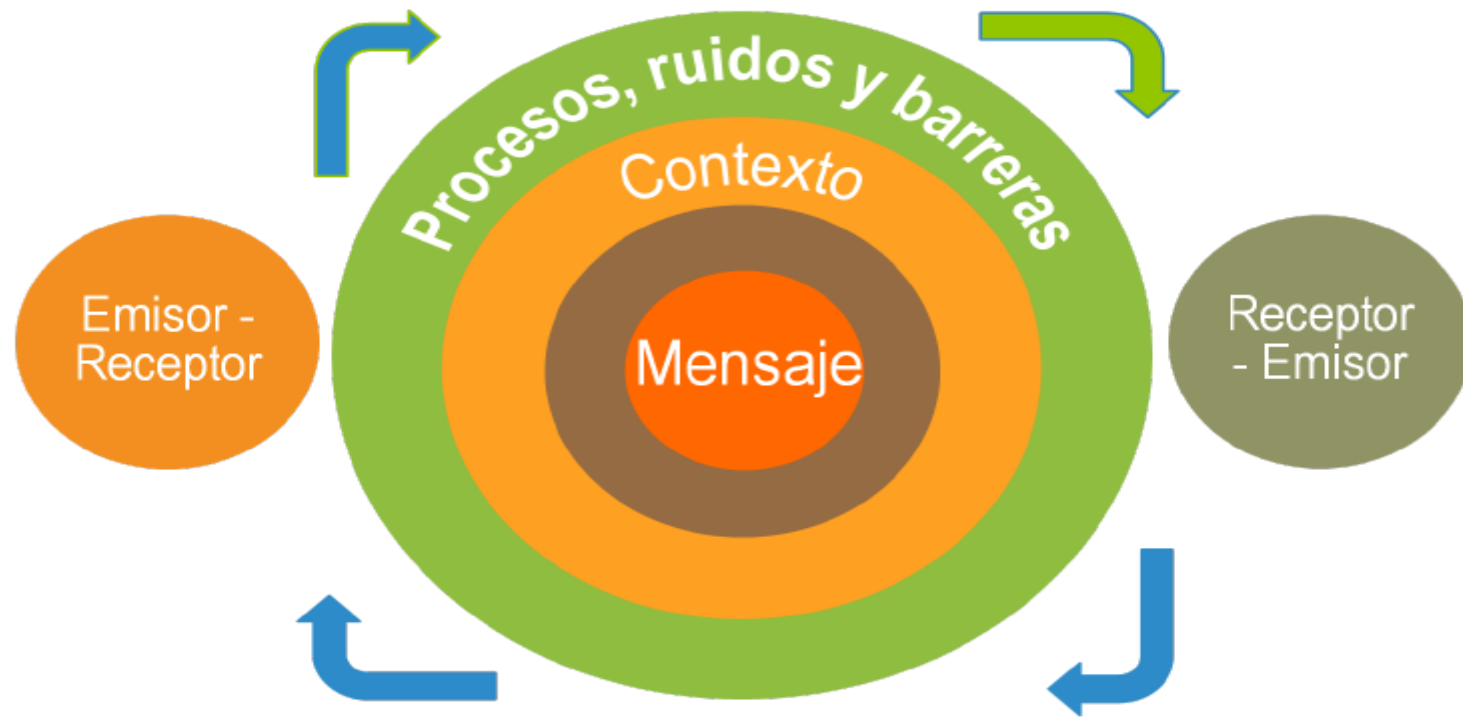 Procesos, ruidos y barreras
Contexto
Emisor -
Receptor
Mensaje
Receptor
- Emisor